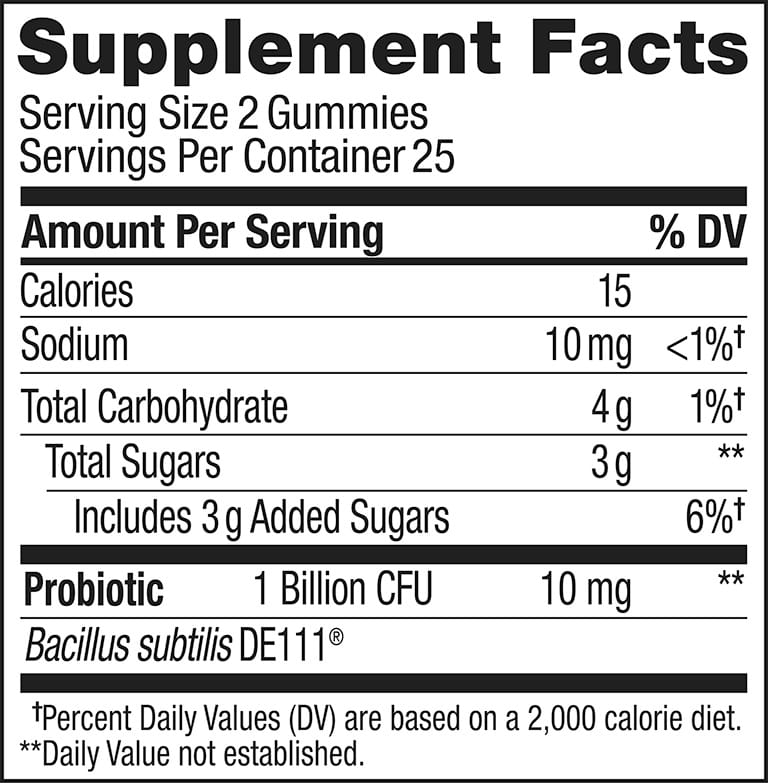 Supplement Facts
Serving Size 2 Gummies
Servings Per Container 25
Amount Per Serving % DV
Calories 15
Sodium 10 mg <1%†
Total Carbohydrate 4 g 1%†
Total Sugars 3 g **
Includes 3 g Added Sugars 6%†
Probiotic 1 Billion CFU 10 mg **
Bacillus subtilis DE111®
†Percent Daily Values (DV) are based on a 2,000 calorie diet.
**Daily Value not established.